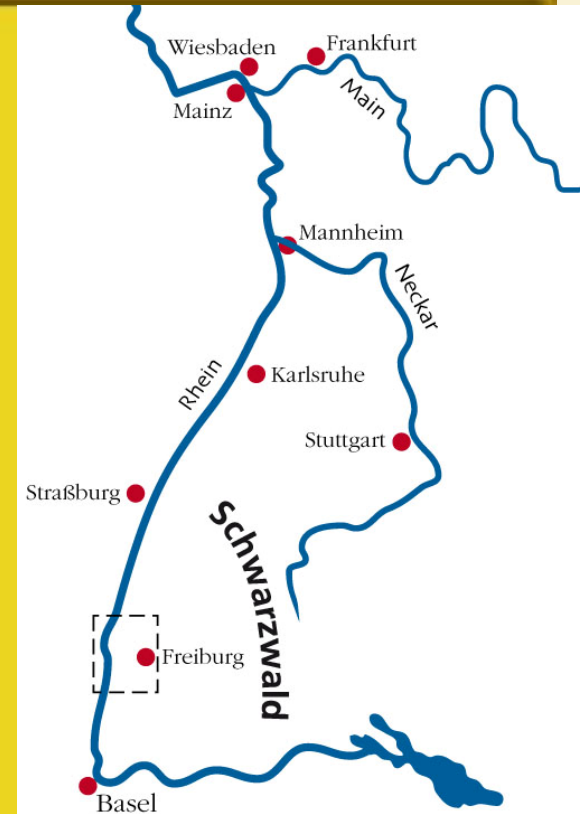 Wiesbaden
Frankfurt
Mainz
Main
Mannheim
Neckar
Rhein
Karlsruhe
Stuttgart
Straßburg
Schwarzwald
Freiburg
Basel